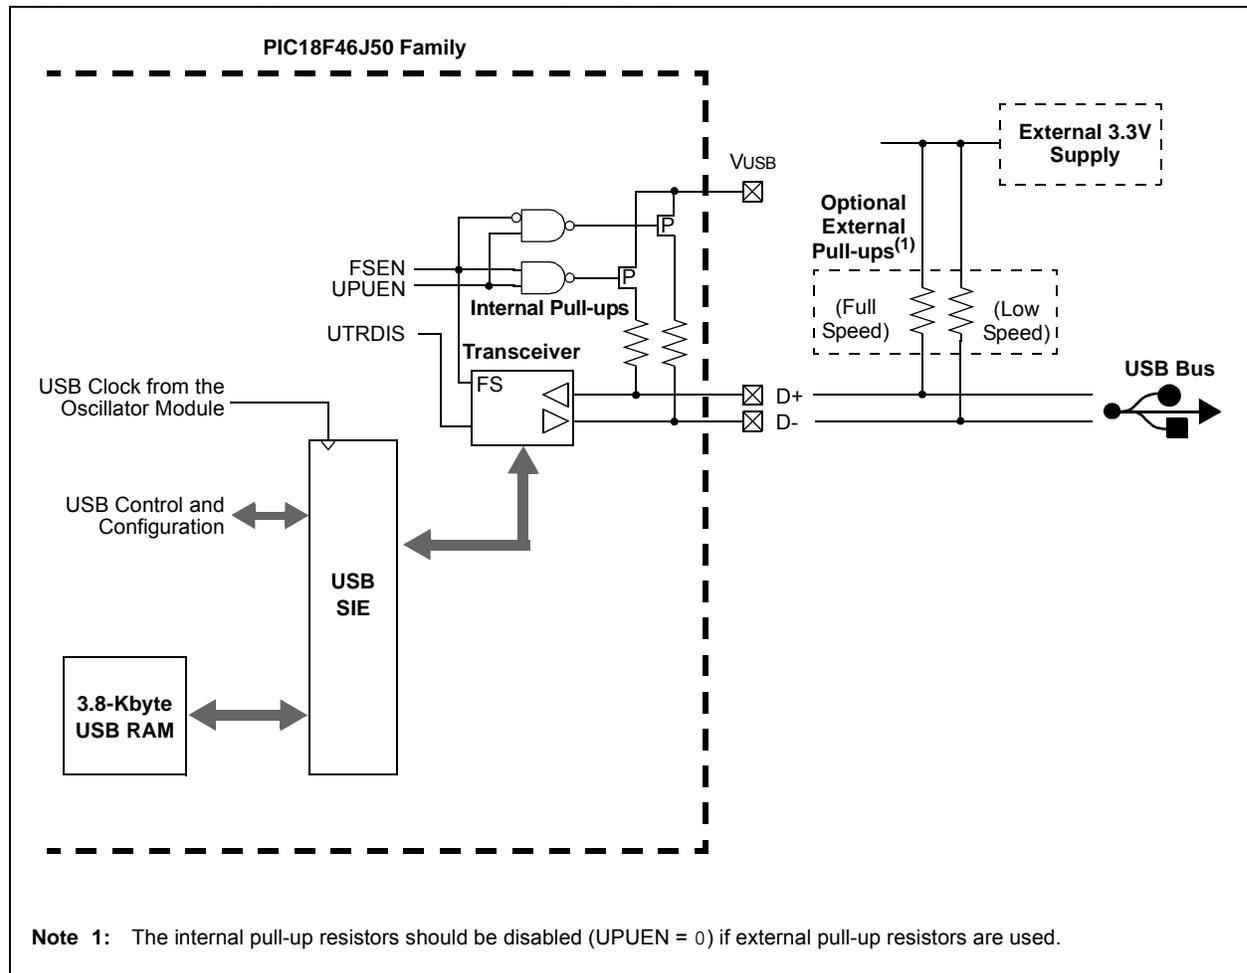 PIC18F46J50 Family
External 3.3V
Supply
VUSB
Optional
External
Pull-ups(1)
FSEN
UPUEN
Internal Pull-ups
P
P
(Full
Speed)
(Low
Speed)
UTRDIS
Transceiver
FS
USB Clock from the
Oscillator Module
D+
D-
USB Bus
USB Control and
Configuration
USB
SIE
3.8-Kbyte
USB RAM
Note 1: The internal pull-up resistors should be disabled (UPUEN = 0) if external pull-up resistors are used.